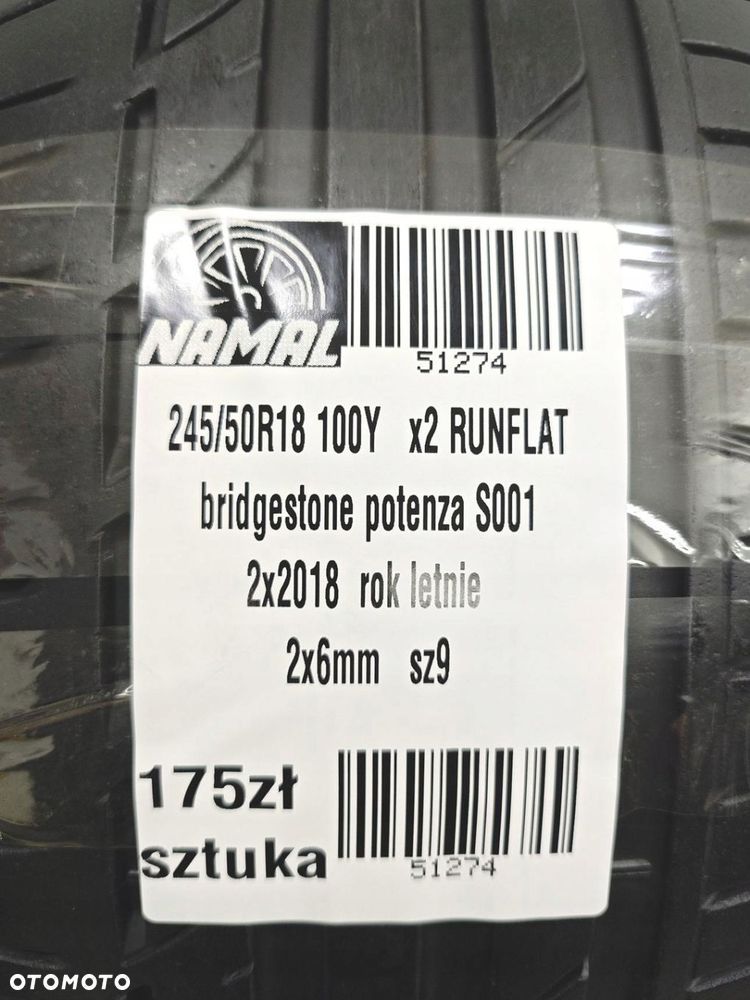 NAMAL
51274
245/50R18 100Y x2 RUNFLAT
bridgestone potenza S001
2x2018 rok letnie
2x6mm sz9
175zł
sztuka
51274
OTOMOTO